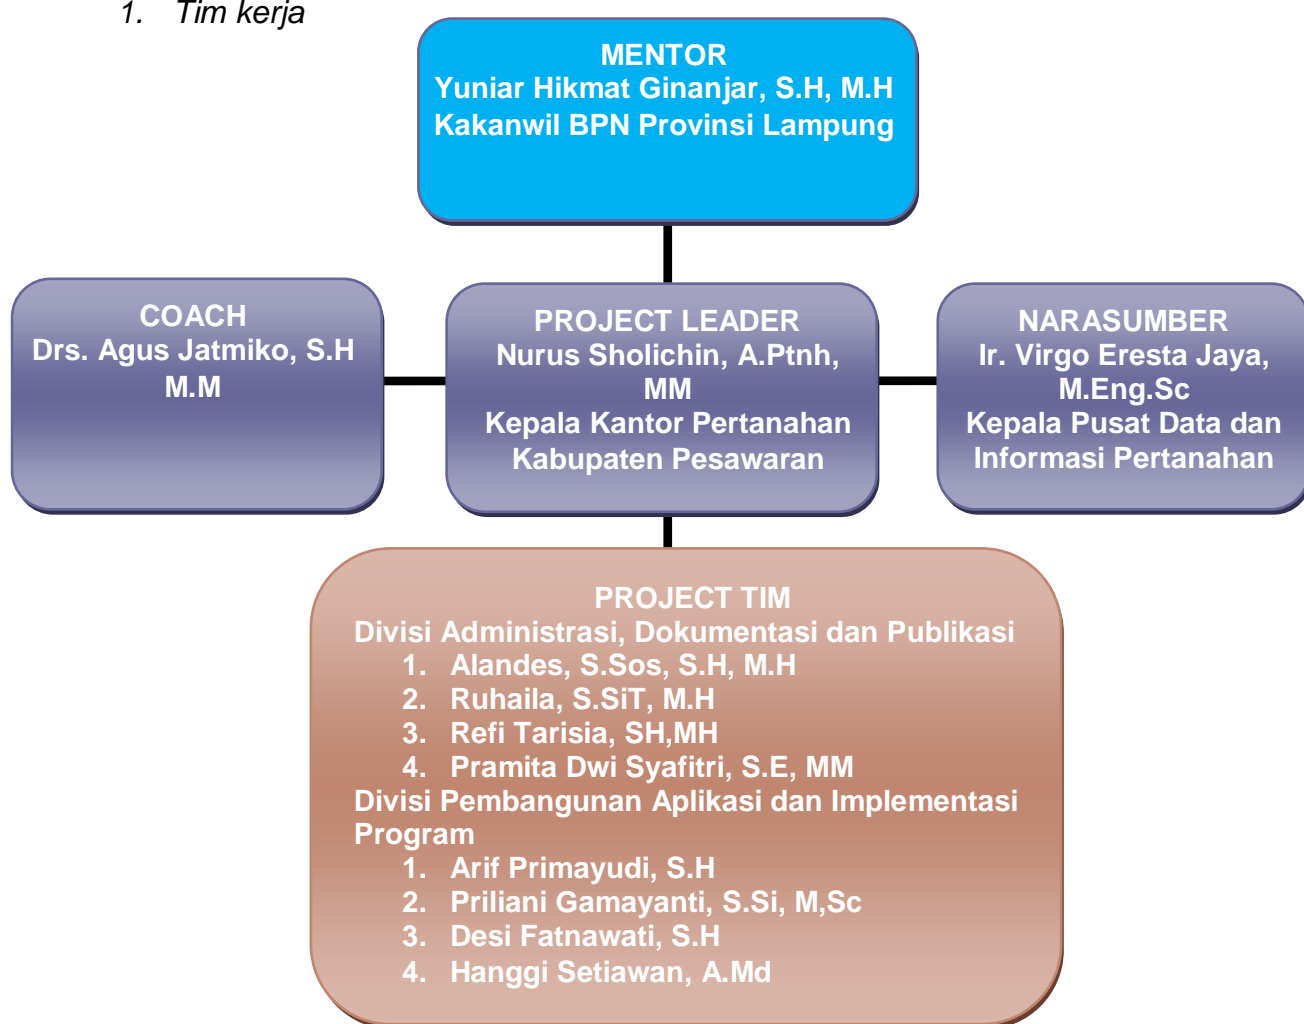 1. Tim kerja
MENTOR
Yuniar Hikmat Ginanjar, S.H, M.H
Kakanwil BPN Provinsi Lampung
COACH
Drs. Agus Jatmiko, S.H
M.M
PROJECT LEADER
Nurus Sholichin, A.Ptnh,
MM
Kepala Kantor Pertanahan
Kabupaten Pesawaran
NARASUMBER
Ir. Virgo Eresta Jaya,
M.Eng.Sc
Kepala Pusat Data dan
Informasi Pertanahan
PROJECT TIM
Divisi Administrasi, Dokumentasi dan Publikasi
1. Alandes, S.Sos, S.H, M.H
2. Ruhaila, S.SiT, M.H
3. Refi Tarisia, SH,MH
4. Pramita Dwi Syafitri, S.E, MM
Divisi Pembangunan Aplikasi dan Implementasi
Program
1. Arif Primayudi, S.H
2. Priliani Gamayanti, S.Si, M,Sc
3. Desi Fatnawati, S.H
4. Hanggi Setiawan, A.Md